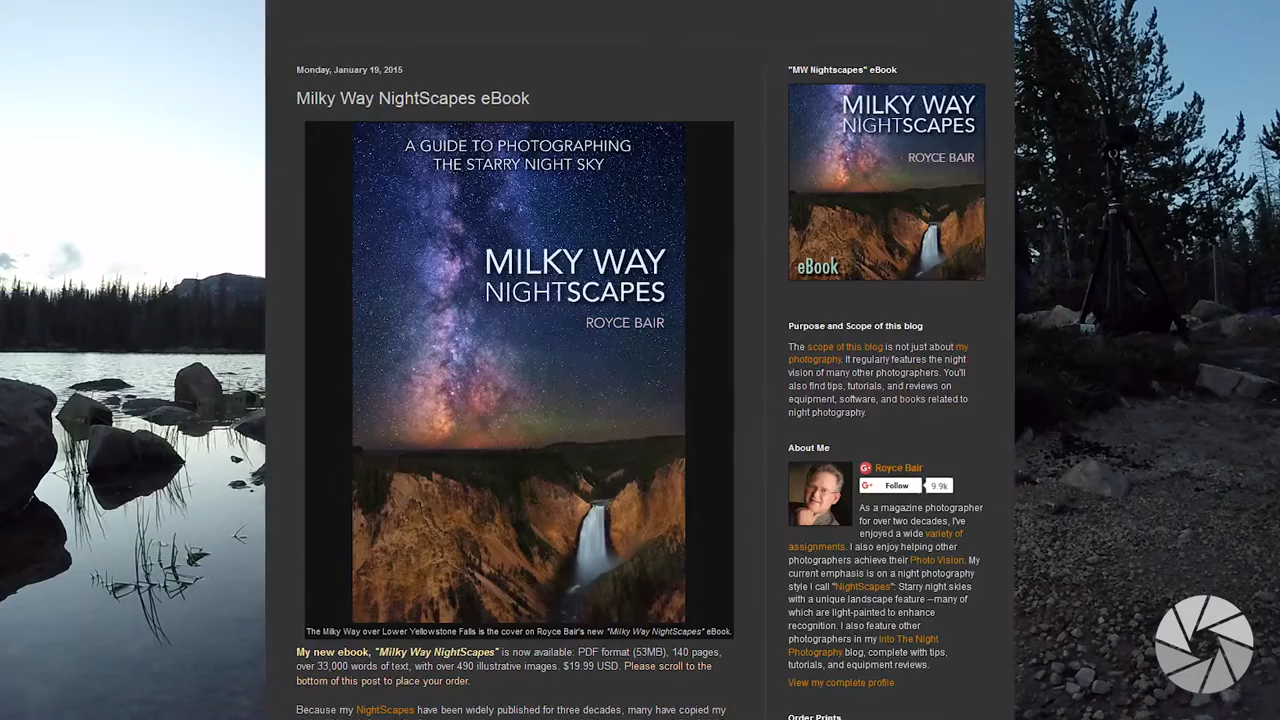 Monday, January 19, 2015
Milky Way NightScapes eBook
A GUIDE TO PHOTOGRAPHING
THE STARRY NIGHT SKY
MILKY WAY
NIGHTSCAPES
ROYCE BAIR
The Milky Way over Lower Yellowstone Falls is the cover on Royce Bair's new "Milky Way NightScapes" eBook.
My new ebook, "Milky Way NightScapes" is now available: PDF format (53MB), 140 pages,
over 33,000 words of text, with over 490 illustrative images. $19.99 USD. Please scroll to the
bottom of this post to place your order.
Because my NightScapes have been widely published for three decades, many have copied my
"MW Nightscapes" eBook
MILKY WAY
NIGHTSCAPES
ROYCE BAIR
eBook
Purpose and Scope of this blog
The scope of this blog is not just about my
photography. It regularly features the night
vision of many other photographers. You'll
also find tips, tutorials, and reviews on
equipment, software, and books related to
night photography.
About Me
G+ Royce Bair
G+ Follow 9.9k
As a magazine photographer
for over two decades, I've
enjoyed a wide variety of
assignments. I also enjoy helping other
photographers achieve their Photo Vision. My
current emphasis is on a night photography
style I call "NightScapes": Starry night skies
with a unique landscape feature --many of
which are light-painted to enhance
recognition. I also feature other
photographers in my Into The Night
Photography blog, complete with tips,
tutorials, and equipment reviews.
View my complete profile
Order Prints